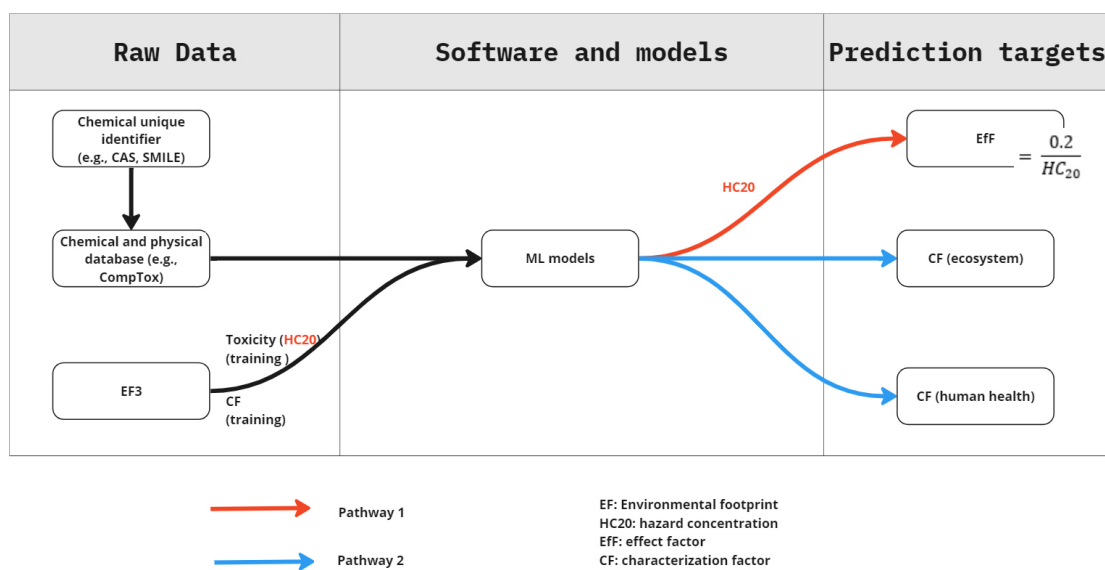 Raw Data
Software and models
Prediction targets
Chemical unique
identifier
(e.g., CAS, SMILE)
Chemical and physical
database (e.g.,
CompTox)
Toxicity (HC20)
(training )
EF3
CF
(training)
ML models
HC20
EfF
= 0.2
HC20
CF (ecosystem)
CF (human health)
Pathway 1
Pathway 2
EF: Environmental footprint
HC20: hazard concentration
EfF: effect factor
CF: characterization factor